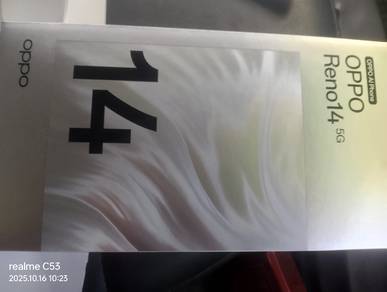 oppo
14
OPPO AI Phone
OPPO
Reno14 5G
realme C53
2025.10.16 10:23